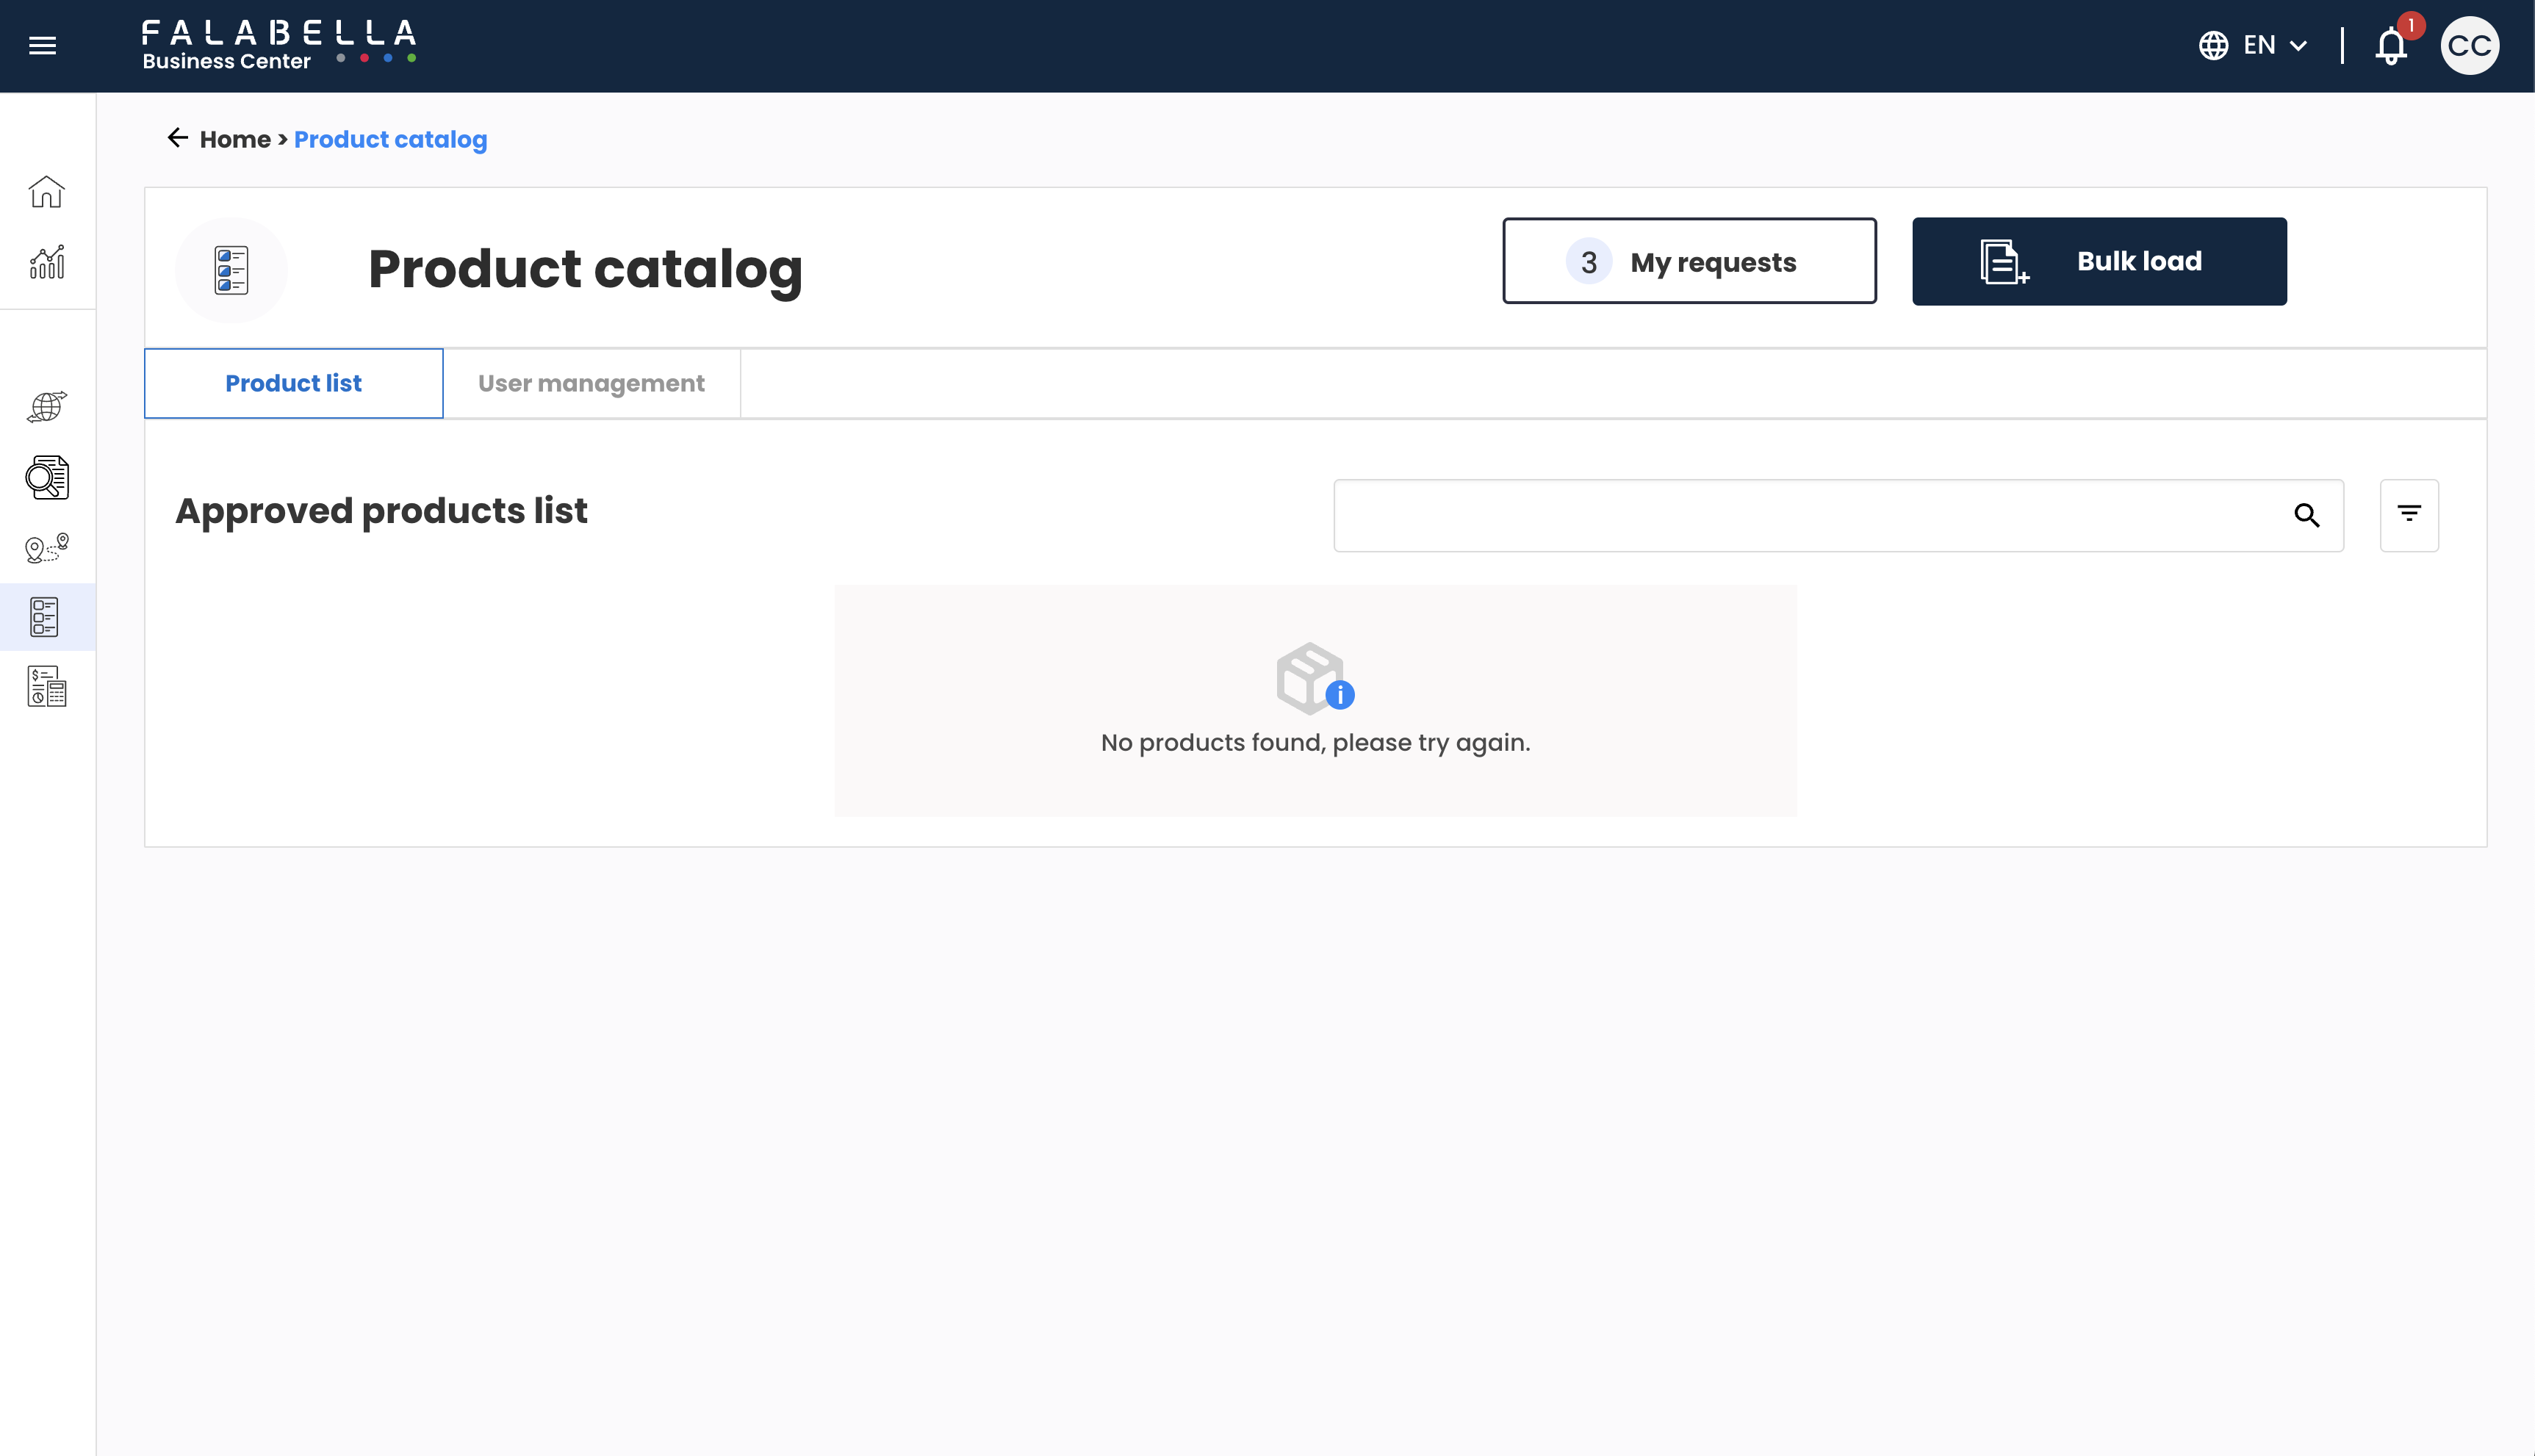 FALABELLA
Business Center
EN
1
CC
Home > Product catalog
Product catalog
3 My requests
Bulk load
Product list
User management
Approved products list
No products found, please try again.